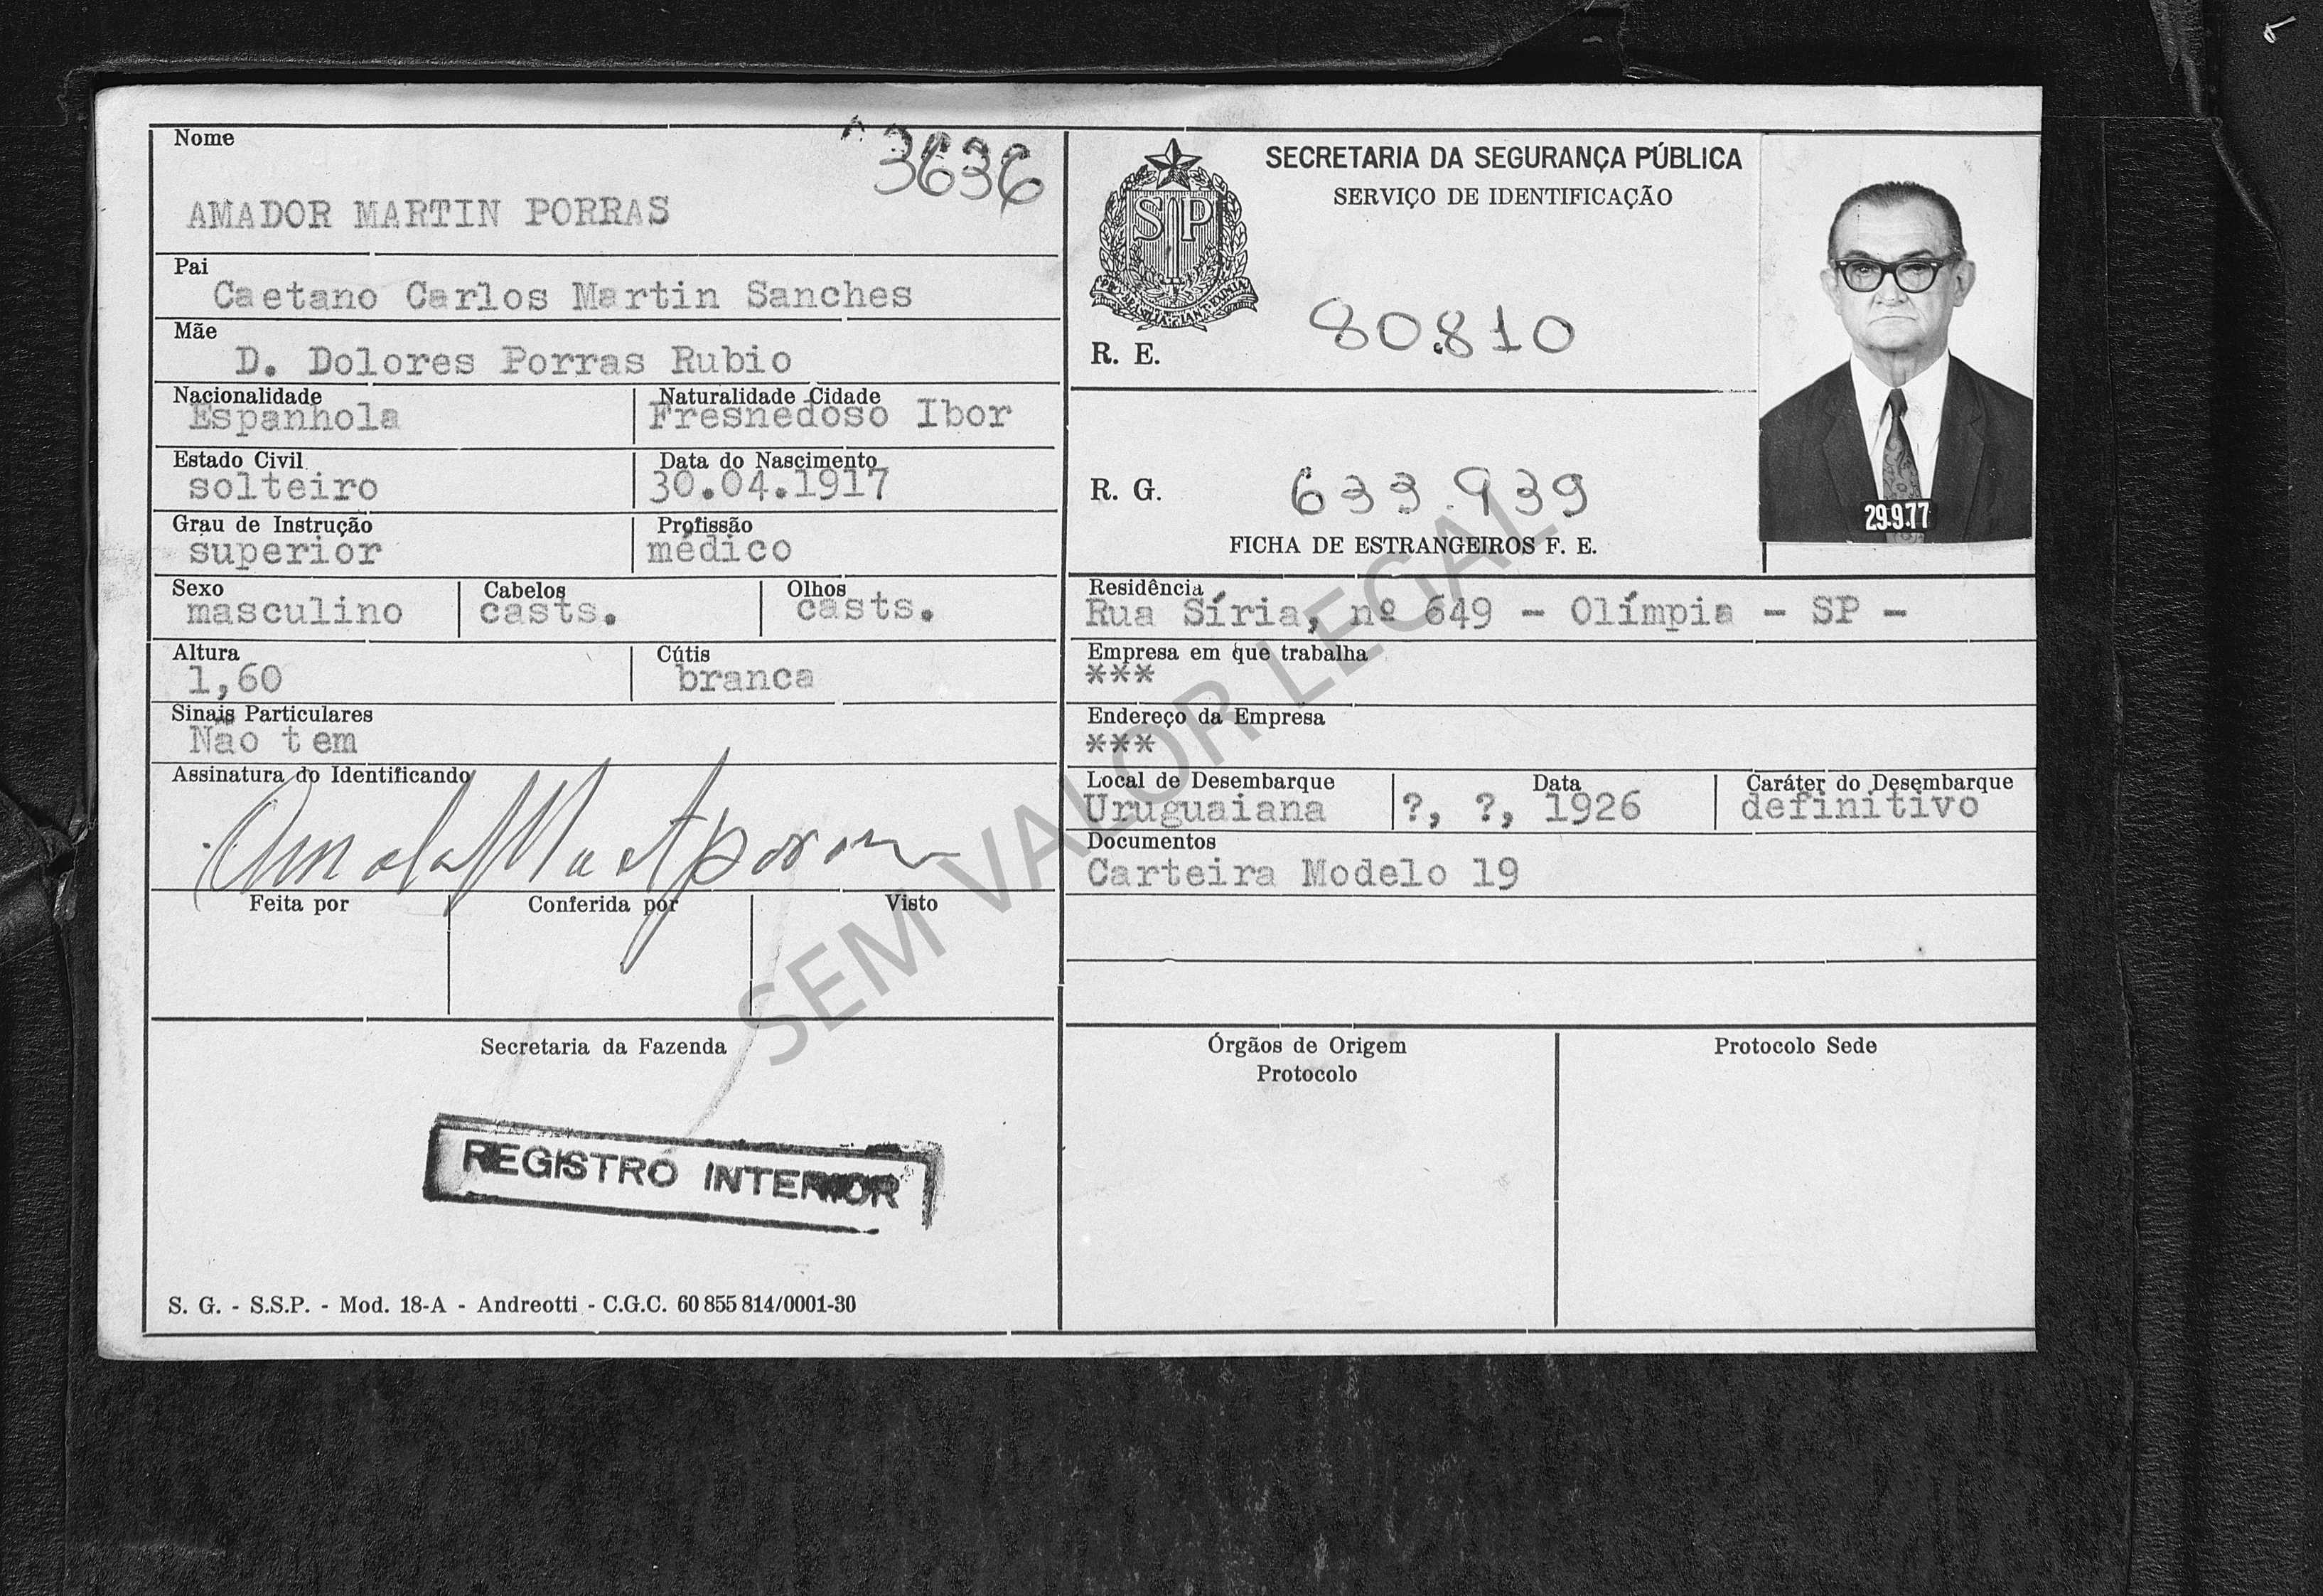 Nome
3636
AMADOR MARTIN PORRAS
Pai
Caetano Carlos Martin Sanches
Mãe
D. Dolores Porras Rubio
Nacionalidade
Espanhola
Naturalidade Cidade
Fresnedoso Ibor
Estado Civil
solteiro
Data do Nascimento
30.04.1917
Grau de Instrução
superior
Profissão
médico
Sexo
masculino
Cabelos
casts.
Olhos
casts.
Altura
1,60
Cútis
branca
Sinais Particulares
Não tem
Assinatura do Identificando
Feita por
Conferida por
Visto
Secretaria da Fazenda
REGISTRO INTERIOR
S. G. - S.S.P. - Mod. 18-A - Andreotti - C.G.C. 60 855 814/0001-30
SECRETARIA DA SEGURANÇA PÚBLICA
SERVIÇO DE IDENTIFICAÇÃO
SP
R. E.
80.810
R. G.
633.939
FICHA DE ESTRANGEIROS F. E.
29.9.77
Residência
Rua Síria, nº 649 - Olímpia - SP -
Empresa em que trabalha
***
Endereço da Empresa
***
Local de Desembarque
Uruguaiana
Data
?, ?, 1926
Caráter do Desembarque
definitivo
Documentos
Carteira Modelo 19
Órgãos de Origem
Protocolo
Protocolo Sede
SEM VALOR LEGAL